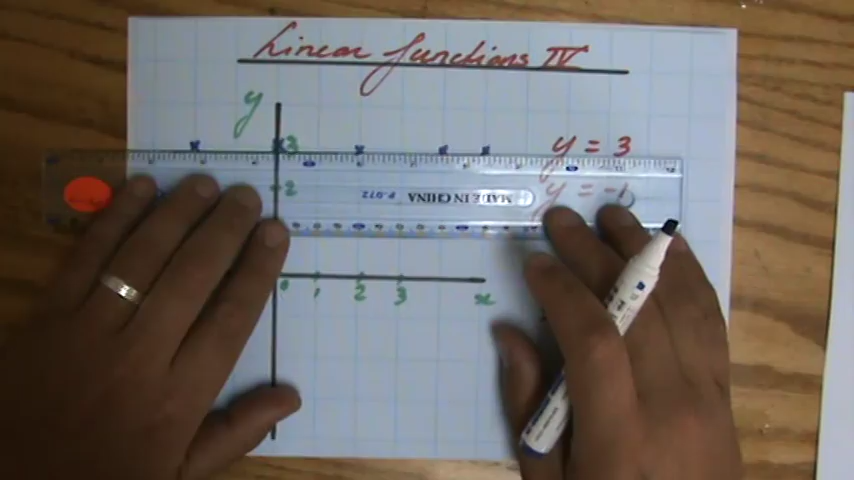 Linear functions IV
y
3
y = 3
2
MADE IN CHINA
y = -1
0 1 2 3 x